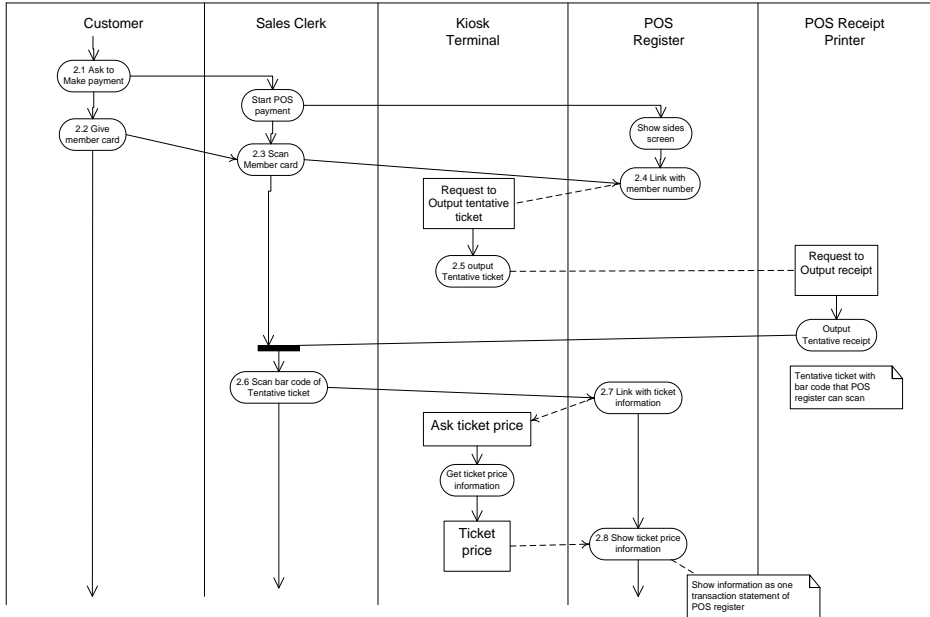 Customer
Sales Clerk
Kiosk
Terminal
POS
Register
POS Receipt
Printer
2.1 Ask to
Make payment
Start POS
payment
2.2 Give
member card
Show sides
screen
2.3 Scan
Member card
2.4 Link with
member number
Request to
Output tentative
ticket
2.5 output
Tentative ticket
Request to
Output receipt
Output
Tentative receipt
2.6 Scan bar code of
Tentative ticket
2.7 Link with ticket
information
Tentative ticket with
bar code that POS
register can scan
Ask ticket price
Get ticket price
information
Ticket
price
2.8 Show ticket price
information
Show information as one
transaction statement of
POS register